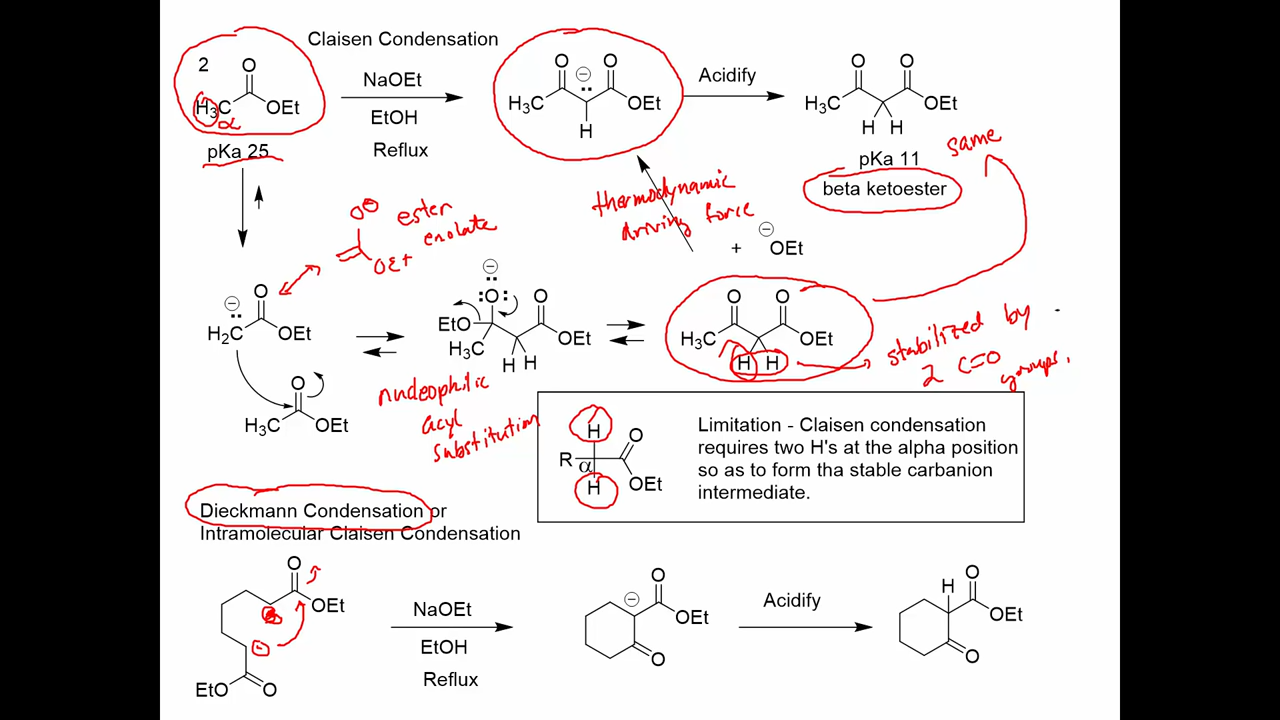 Claisen Condensation
2
O
H₃C
OEt
α
NaOEt
EtOH
Reflux
O O
H₃C
OEt
H
Acidify
O O
H₃C
OEt
H H
pKa 25
pKa 11
beta ketoester
same
thermodynamic
driving force
O⊖
OEt
ester
enolate
+ ⊖OEt
⊖
O
H₂C
OEt
⊖
:O:
O
EtO
OEt
H₃C
H H
O O
H₃C
OEt
H H
stabilized by
2 C=O
groups.
O
H₃C
OEt
nucleophilic
acyl
substitution
H
O
R
α
H
OEt
Limitation - Claisen condensation
requires two H's at the alpha position
so as to form tha stable carbanion
intermediate.
Dieckmann Condensation or
Intramolecular Claisen Condensation
O
OEt
⊖
EtO
O
NaOEt
EtOH
Reflux
O
⊖
OEt
O
Acidify
O
H
OEt
O